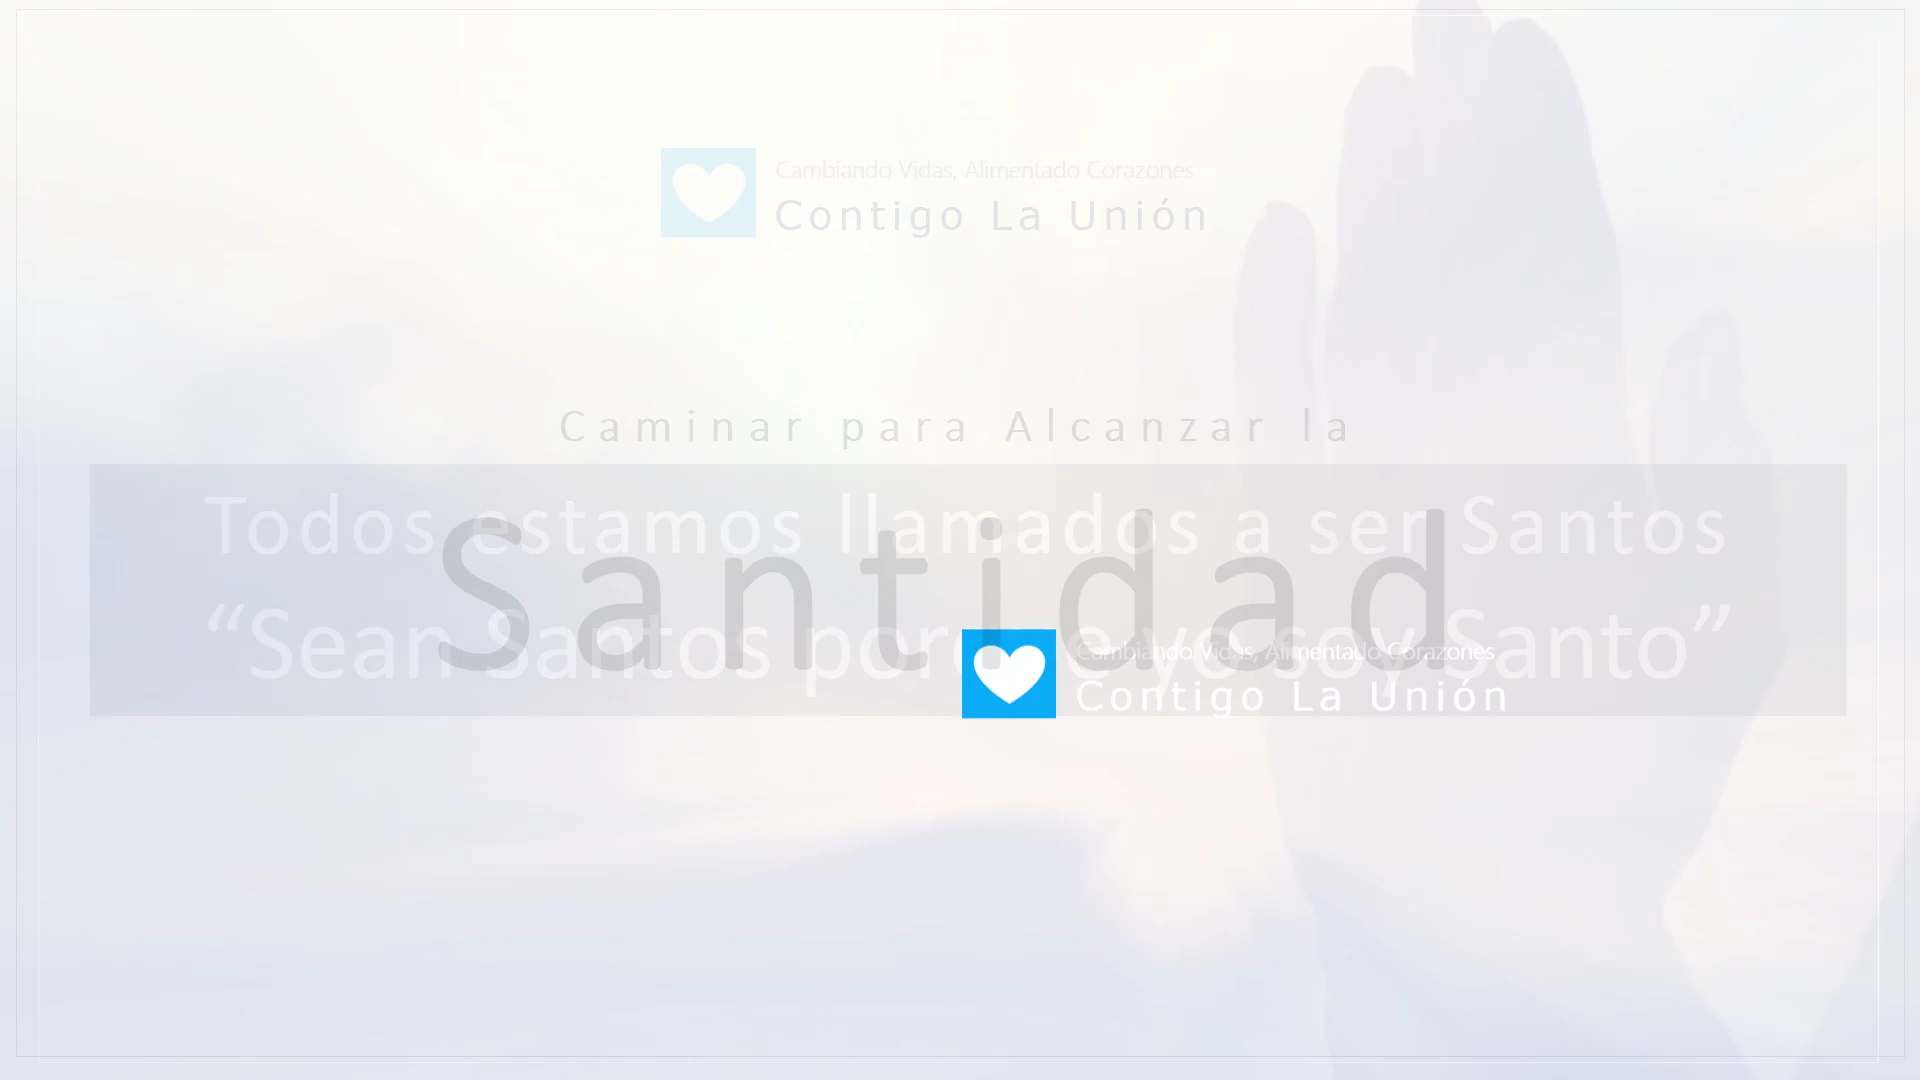 Cambiando Vidas, Alimentado Corazones
Contigo La Unión
Caminar para Alcanzar la
Santidad
Todos estamos llamados a ser Santos
“Sean Santos porque yo soy Santo”
Cambiando Vidas, Alimentado Corazones
Contigo La Unión